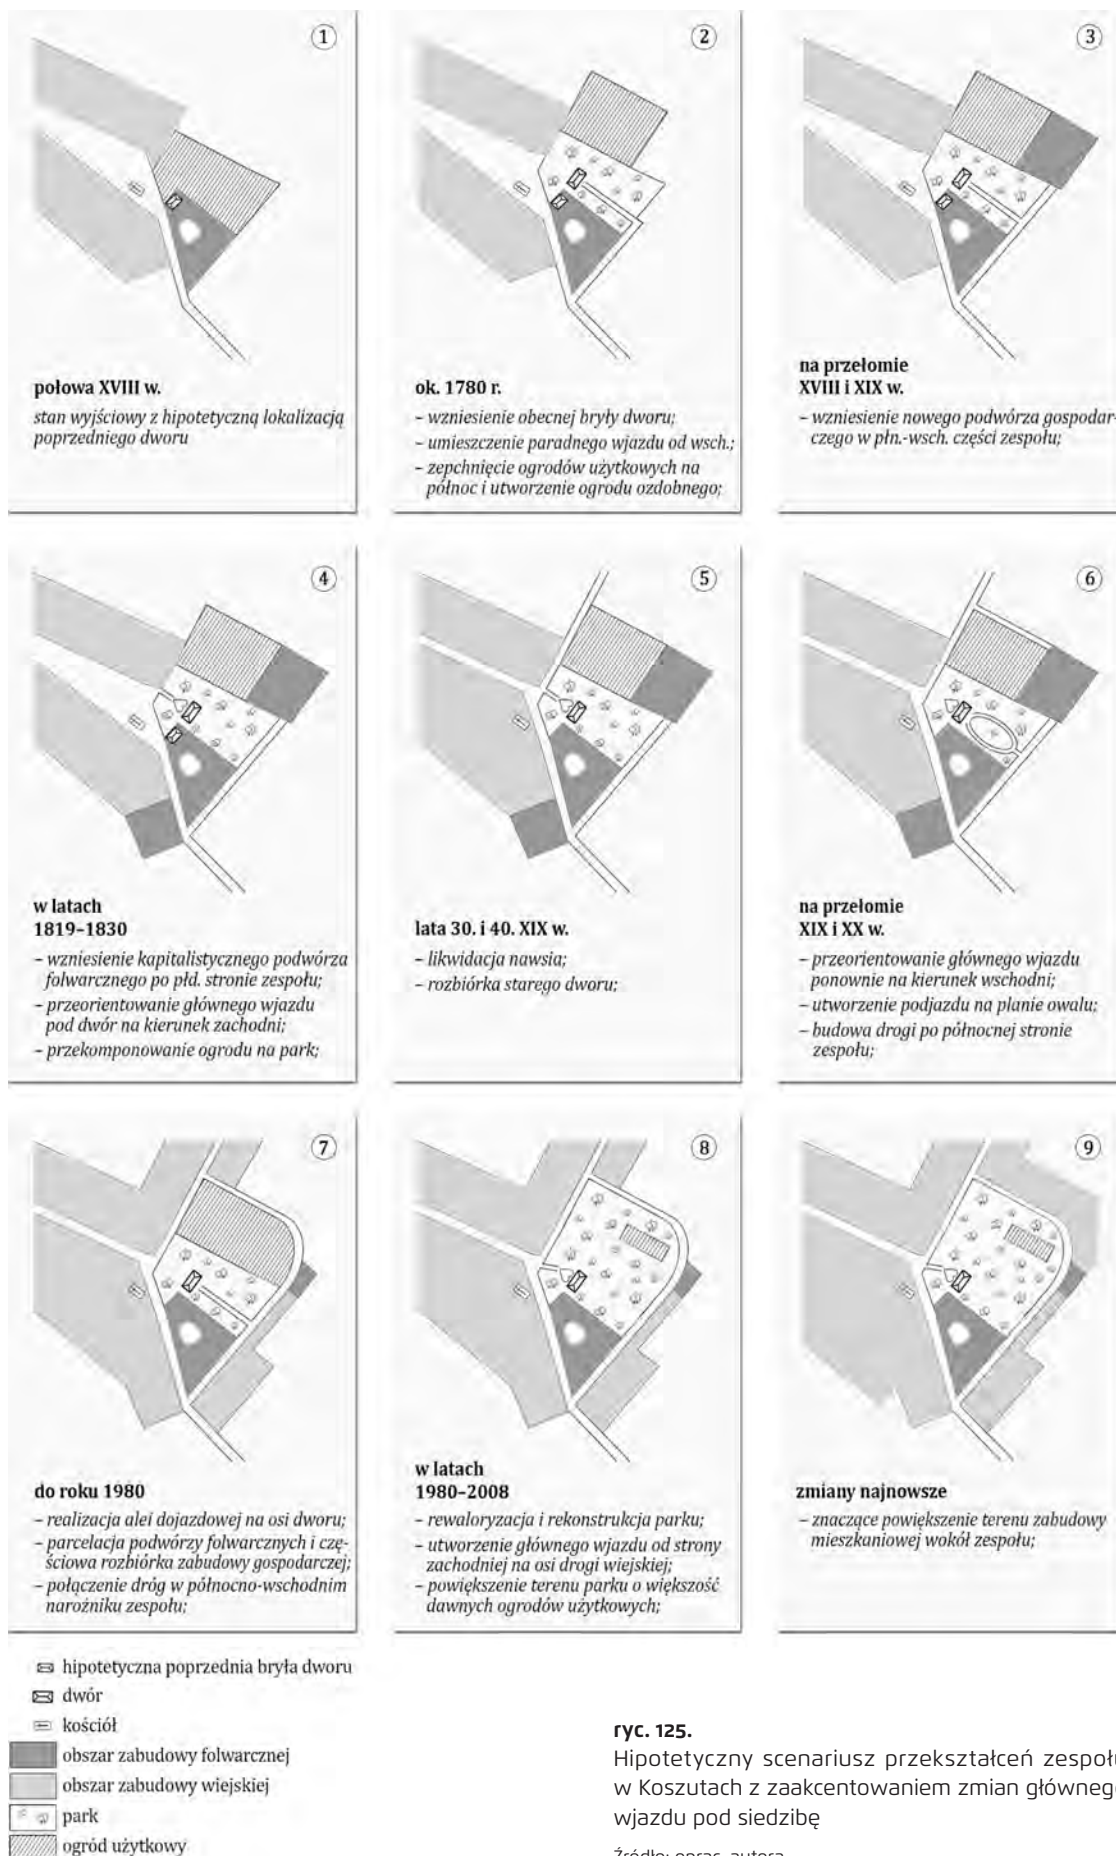 1
połowa XVIII w.
stan wyjściowy z hipotetyczną lokalizacją
poprzedniego dworu
2
ok. 1780 r.
– wzniesienie obecnej bryły dworu;
– umieszczenie paradnego wjazdu od wsch.;
– zepchnięcie ogrodów użytkowych na
północ i utworzenie ogrodu ozdobnego;
3
na przełomie
XVIII i XIX w.
– wzniesienie nowego podwórza gospodar-
czego w płn.-wsch. części zespołu;
4
w latach
1819–1830
– wzniesienie kapitalistycznego podwórza
folwarcznego po płd. stronie zespołu;
– przeorientowanie głównego wjazdu
pod dwór na kierunek zachodni;
– przekomponowanie ogrodu na park;
5
lata 30. i 40. XIX w.
– likwidacja nawsia;
– rozbiórka starego dworu;
6
na przełomie
XIX i XX w.
– przeorientowanie głównego wjazdu
ponownie na kierunek wschodni;
– utworzenie podjazdu na planie owalu;
– budowa drogi po północnej stronie
zespołu;
7
do roku 1980
– realizacja alei dojazdowej na osi dworu;
– parcelacja podwórzy folwarcznych i czę-
ściowa rozbiórka zabudowy gospodarczej;
– połączenie dróg w północno-wschodnim
narożniku zespołu;
8
w latach
1980–2008
– rewaloryzacja i rekonstrukcja parku;
– utworzenie głównego wjazdu od strony
zachodniej na osi drogi wiejskiej;
– powiększenie terenu parku o większość
dawnych ogrodów użytkowych;
9
zmiany najnowsze
– znaczące powiększenie terenu zabudowy
mieszkaniowej wokół zespołu;
hipotetyczna poprzednia bryła dworu
dwór
kościół
obszar zabudowy folwarcznej
obszar zabudowy wiejskiej
park
ogród użytkowy
ryc. 125.
Hipotetyczny scenariusz przekształceń zespołu
w Koszutach z zaakcentowaniem zmian głównego
wjazdu pod siedzibę
Źródło: oprac. autora